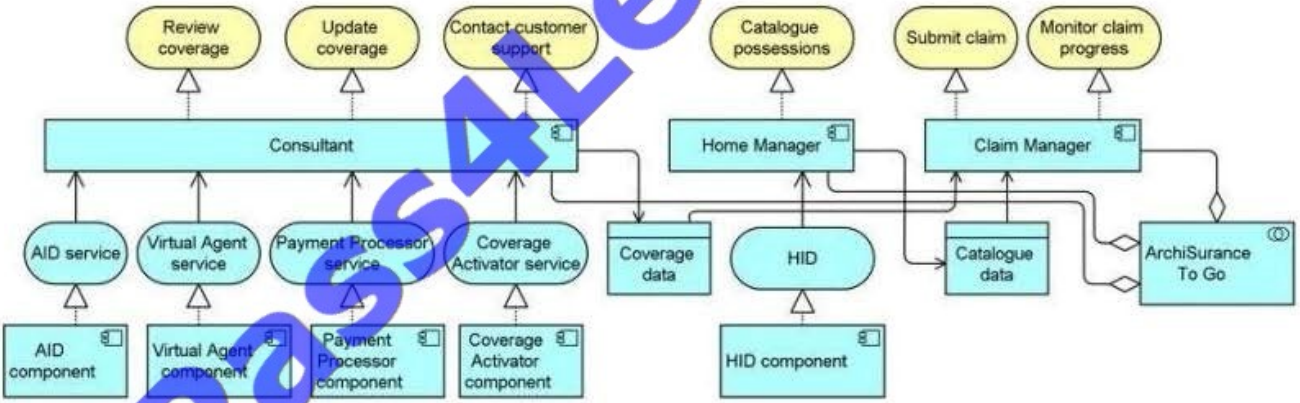 Review
coverage
Update
coverage
Contact customer
support
Catalogue
possessions
Submit claim
Monitor claim
progress
Consultant
Home Manager
Claim Manager
AID service
Virtual Agent
service
Payment Processor
service
Coverage
Activator service
Coverage
data
HID
Catalogue
data
ArchiSurance
To Go
AID
component
Virtual Agent
component
Payment
Processor
component
Coverage
Activator
component
HID component
Pass4Le